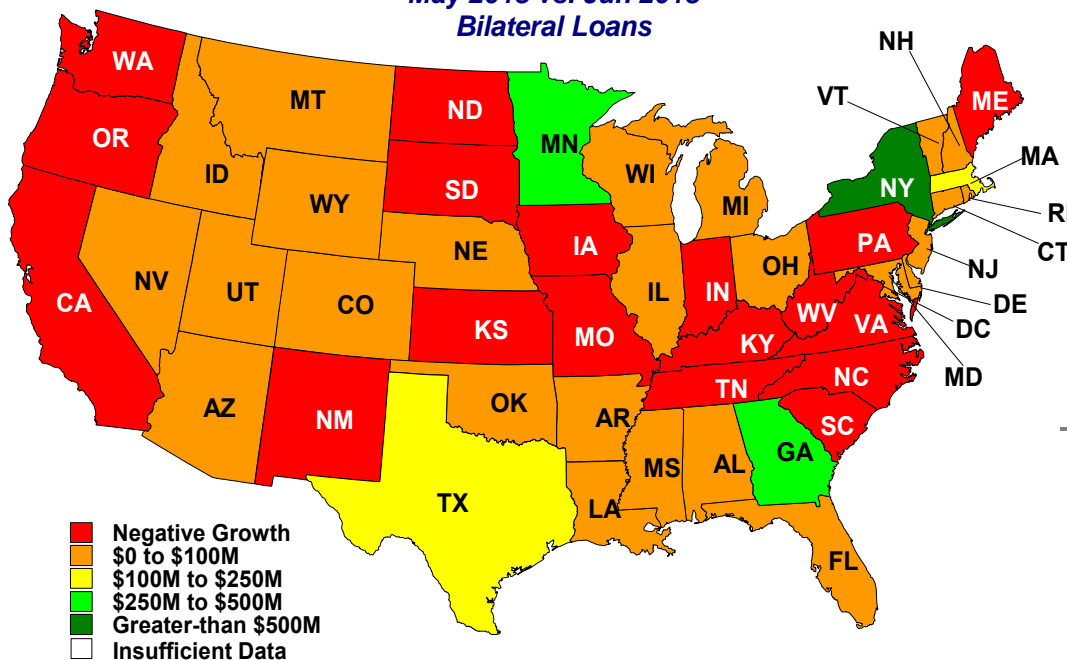 Bilateral Loans
NH
WA
VT
ME
MT
ND
OR
MN
MA
ID
WI
SD
NY
WY
MI
RI
IA
PA
CT
NE
NJ
NV
OH
UT
IL
IN
CA
CO
DE
WV
VA
DC
KS
MO
KY
MD
NC
TN
AZ
OK
NM
AR
SC
GA
MS
AL
TX
LA
FL
Negative Growth
$0 to $100M
$100M to $250M
$250M to $500M
Greater-than $500M
Insufficient Data